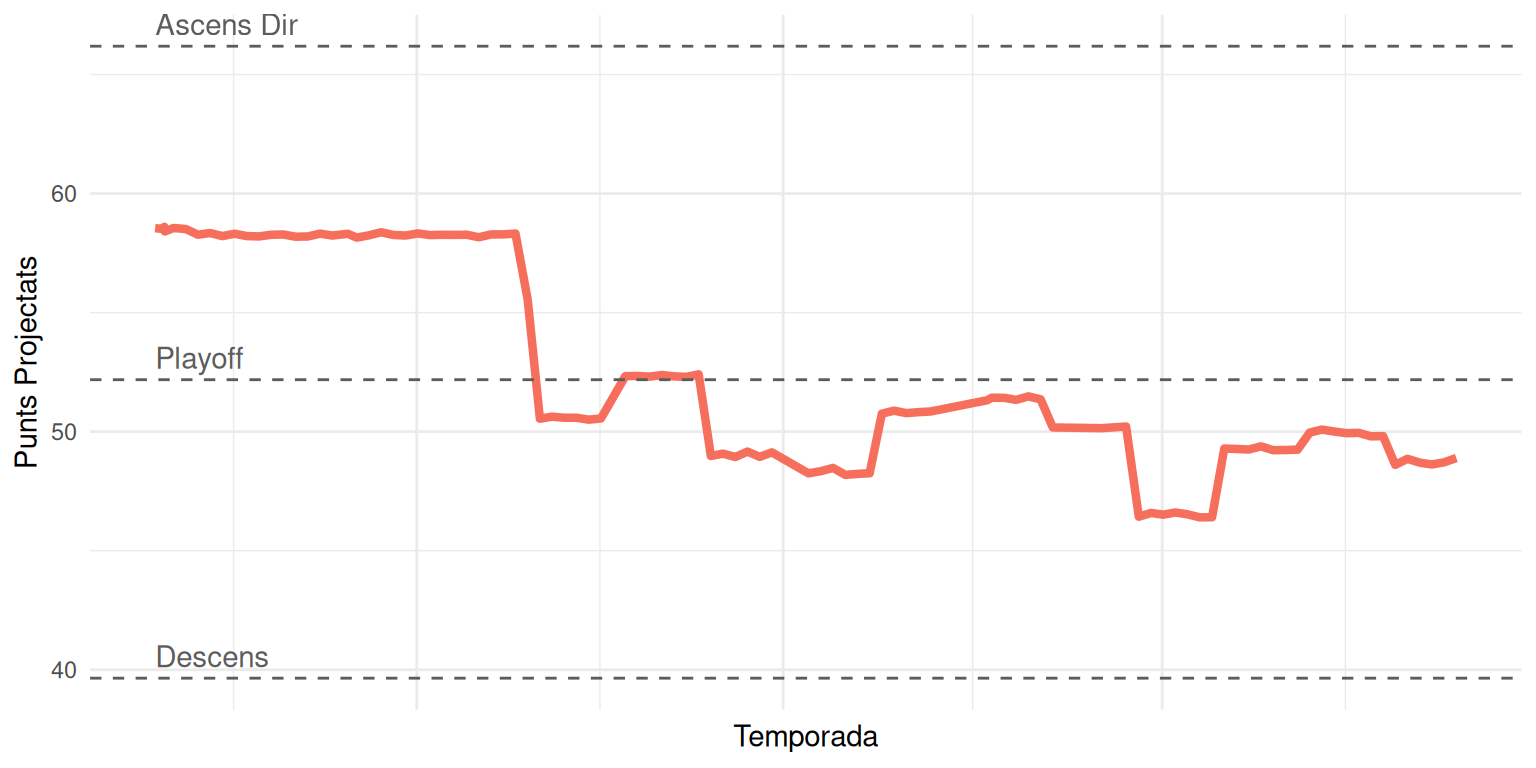 Ascens Dir
60
Playoff
50
Descens
40
Punts Projectats
Temporada